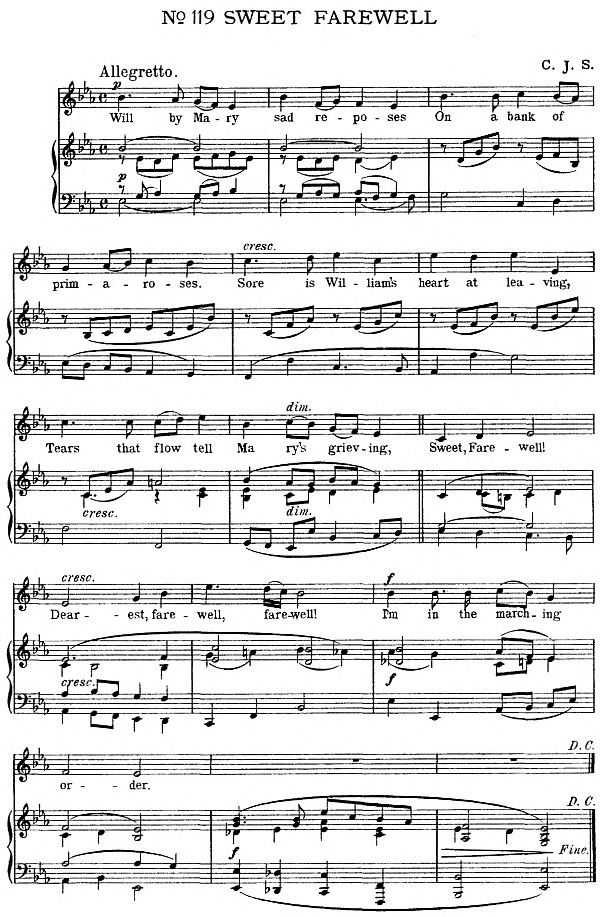 No 119 SWEET FAREWELL
Allegretto.
C. J. S.
p
Will by Ma - ry sad re - po - ses On a bank of
p
cresc.
prim - a - ro - ses. Sore is Wil - liam's heart at lea - ving,
dim.
Tears that flow tell Ma ry's griev - ing, Sweet, Fare - well!
cresc. dim.
cresc. f
Dear - est, fare - well, fare - well! I'm in the march - ing
cresc. f
D. C.
or - der.
D. C.
f Fine.